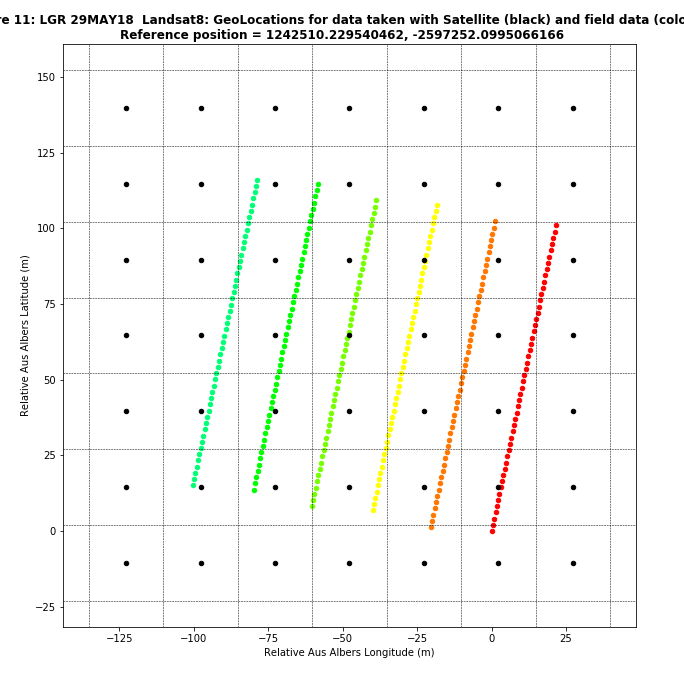 e 11: LGR 29MAY18 Landsat8: GeoLocations for data taken with Satellite (black) and field data (colo
Reference position = 1242510.229540462, -2597252.0995066166
150
125
100
75
50
25
0
−25
Relative Aus Albers Latitude (m)
−125 −100 −75 −50 −25 0 25
Relative Aus Albers Longitude (m)